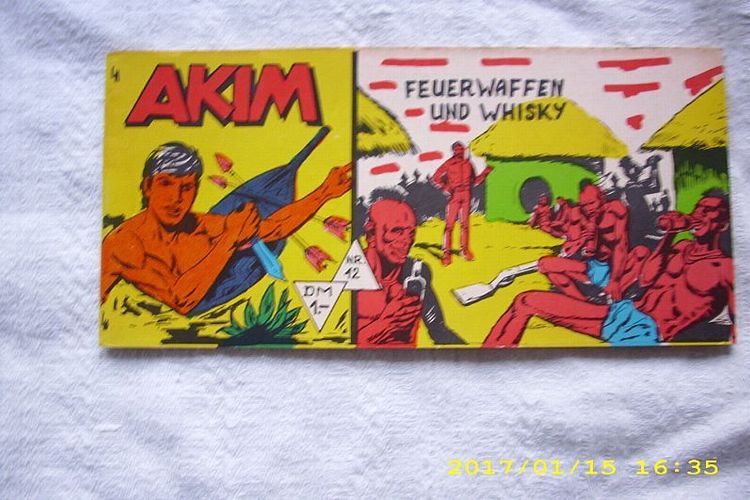 4
AKIM
FEUERWAFFEN
UND WHISKY
NR.
12
DM
1.-
2017/01/15 16:35